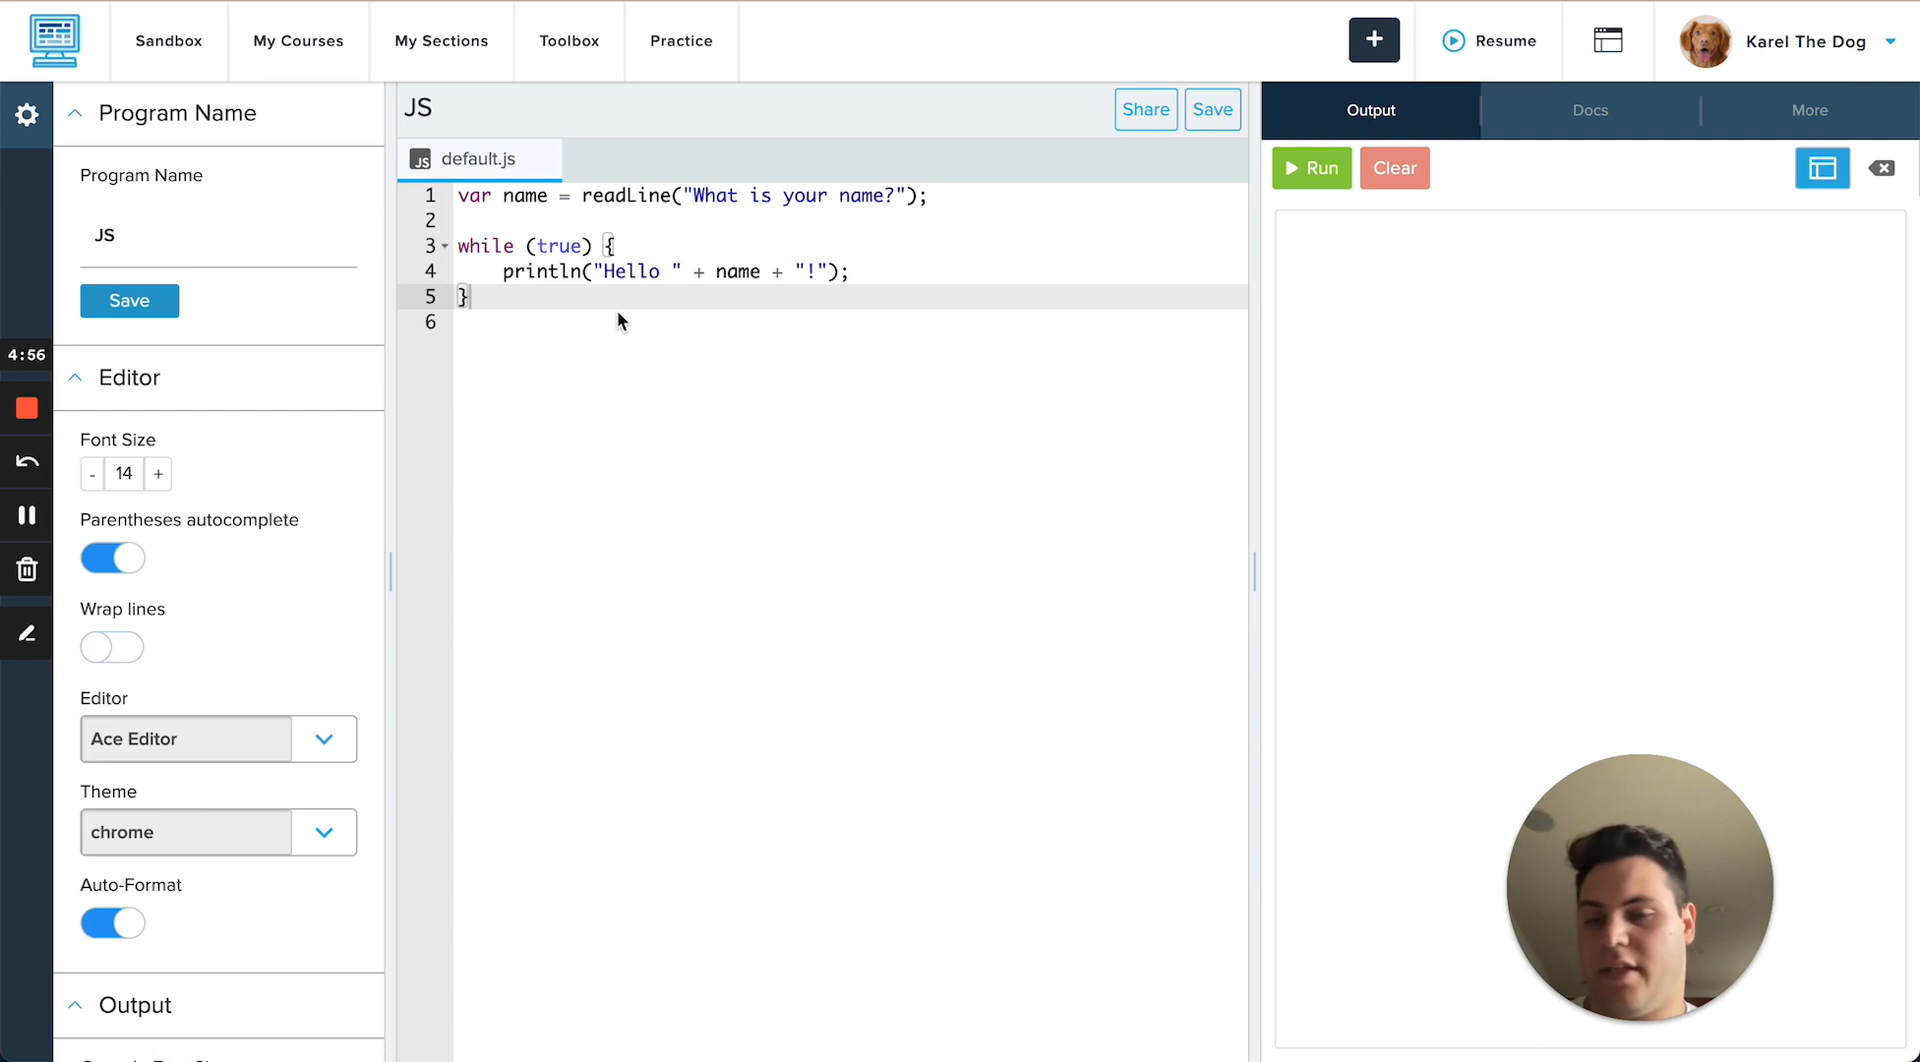 Sandbox
My Courses
My Sections
Toolbox
Practice
+
Resume
Karel The Dog
Program Name
Program Name
JS
Save
4:56
Editor
Font Size
- 14 +
Parentheses autocomplete
Wrap lines
Editor
Ace Editor
Theme
chrome
Auto-Format
Output
JS
Share
Save
JS default.js
1 var name = readLine("What is your name?");
2
3 while (true) {
4 println("Hello " + name + "!");
5 }
6
Output
Docs
More
Run
Clear